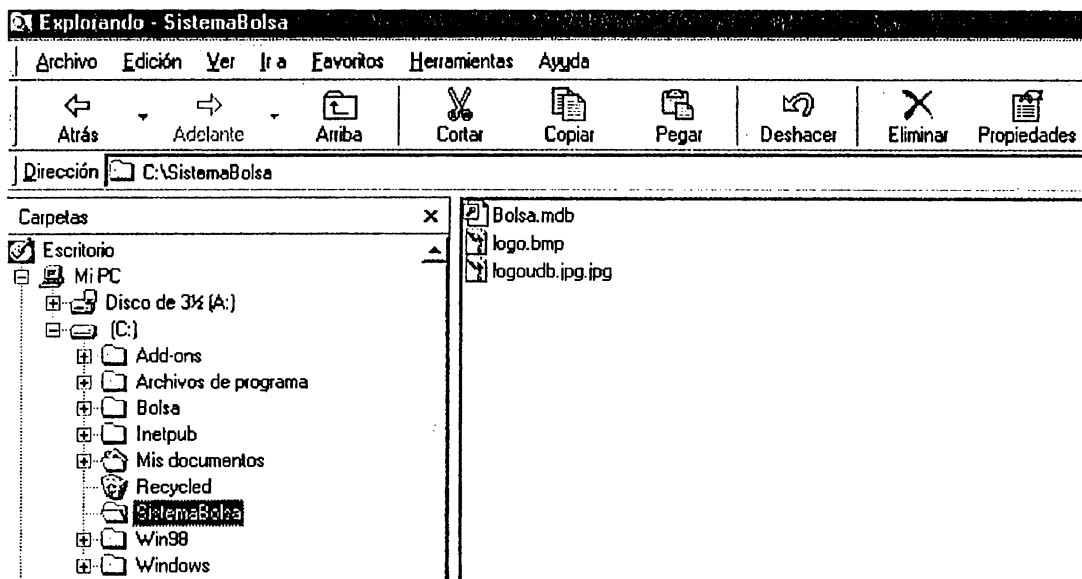 Explorando - SistemaBolsa
Archivo Edición Ver Ir a Favoritos Herramientas Ayuda
Atrás Adelante Arriba Cortar Copiar Pegar Deshacer Eliminar Propiedades
Dirección C:\SistemaBolsa
Carpetas
Escritorio
Mi PC
Disco de 3½ (A:)
(C:)
Add-ons
Archivos de programa
Bolsa
Inetpub
Mis documentos
Recycled
SistemaBolsa
Win98
Windows
Bolsa.mdb
logo.bmp
logoudb.jpg.jpg